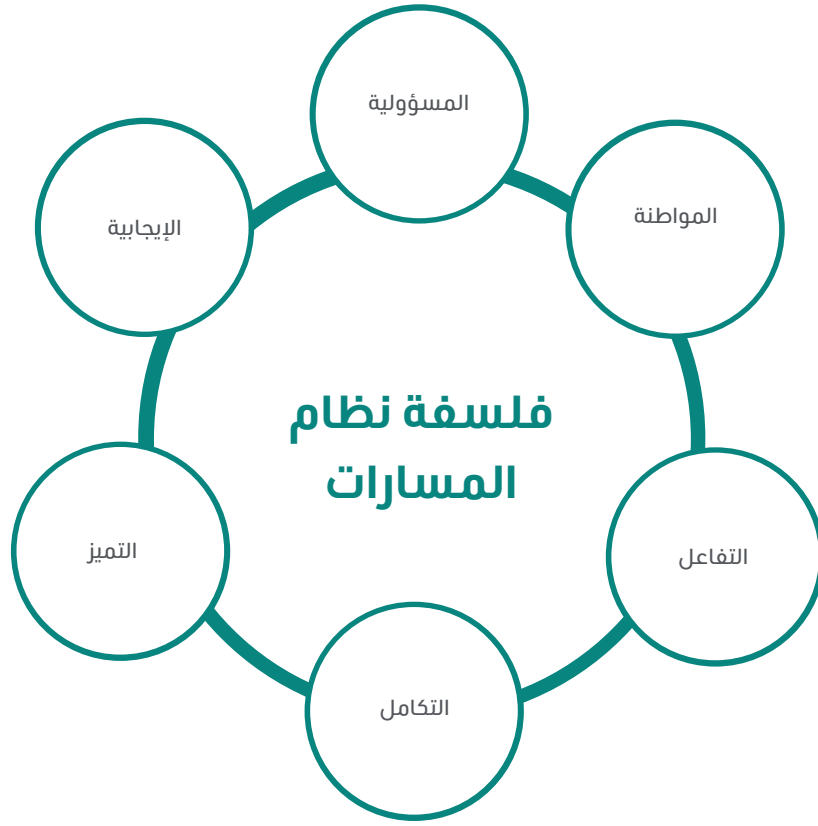 المسؤولية
المواطنة
الإيجابية
فلسفة نظام
المسارات
التفاعل
التميز
التكامل